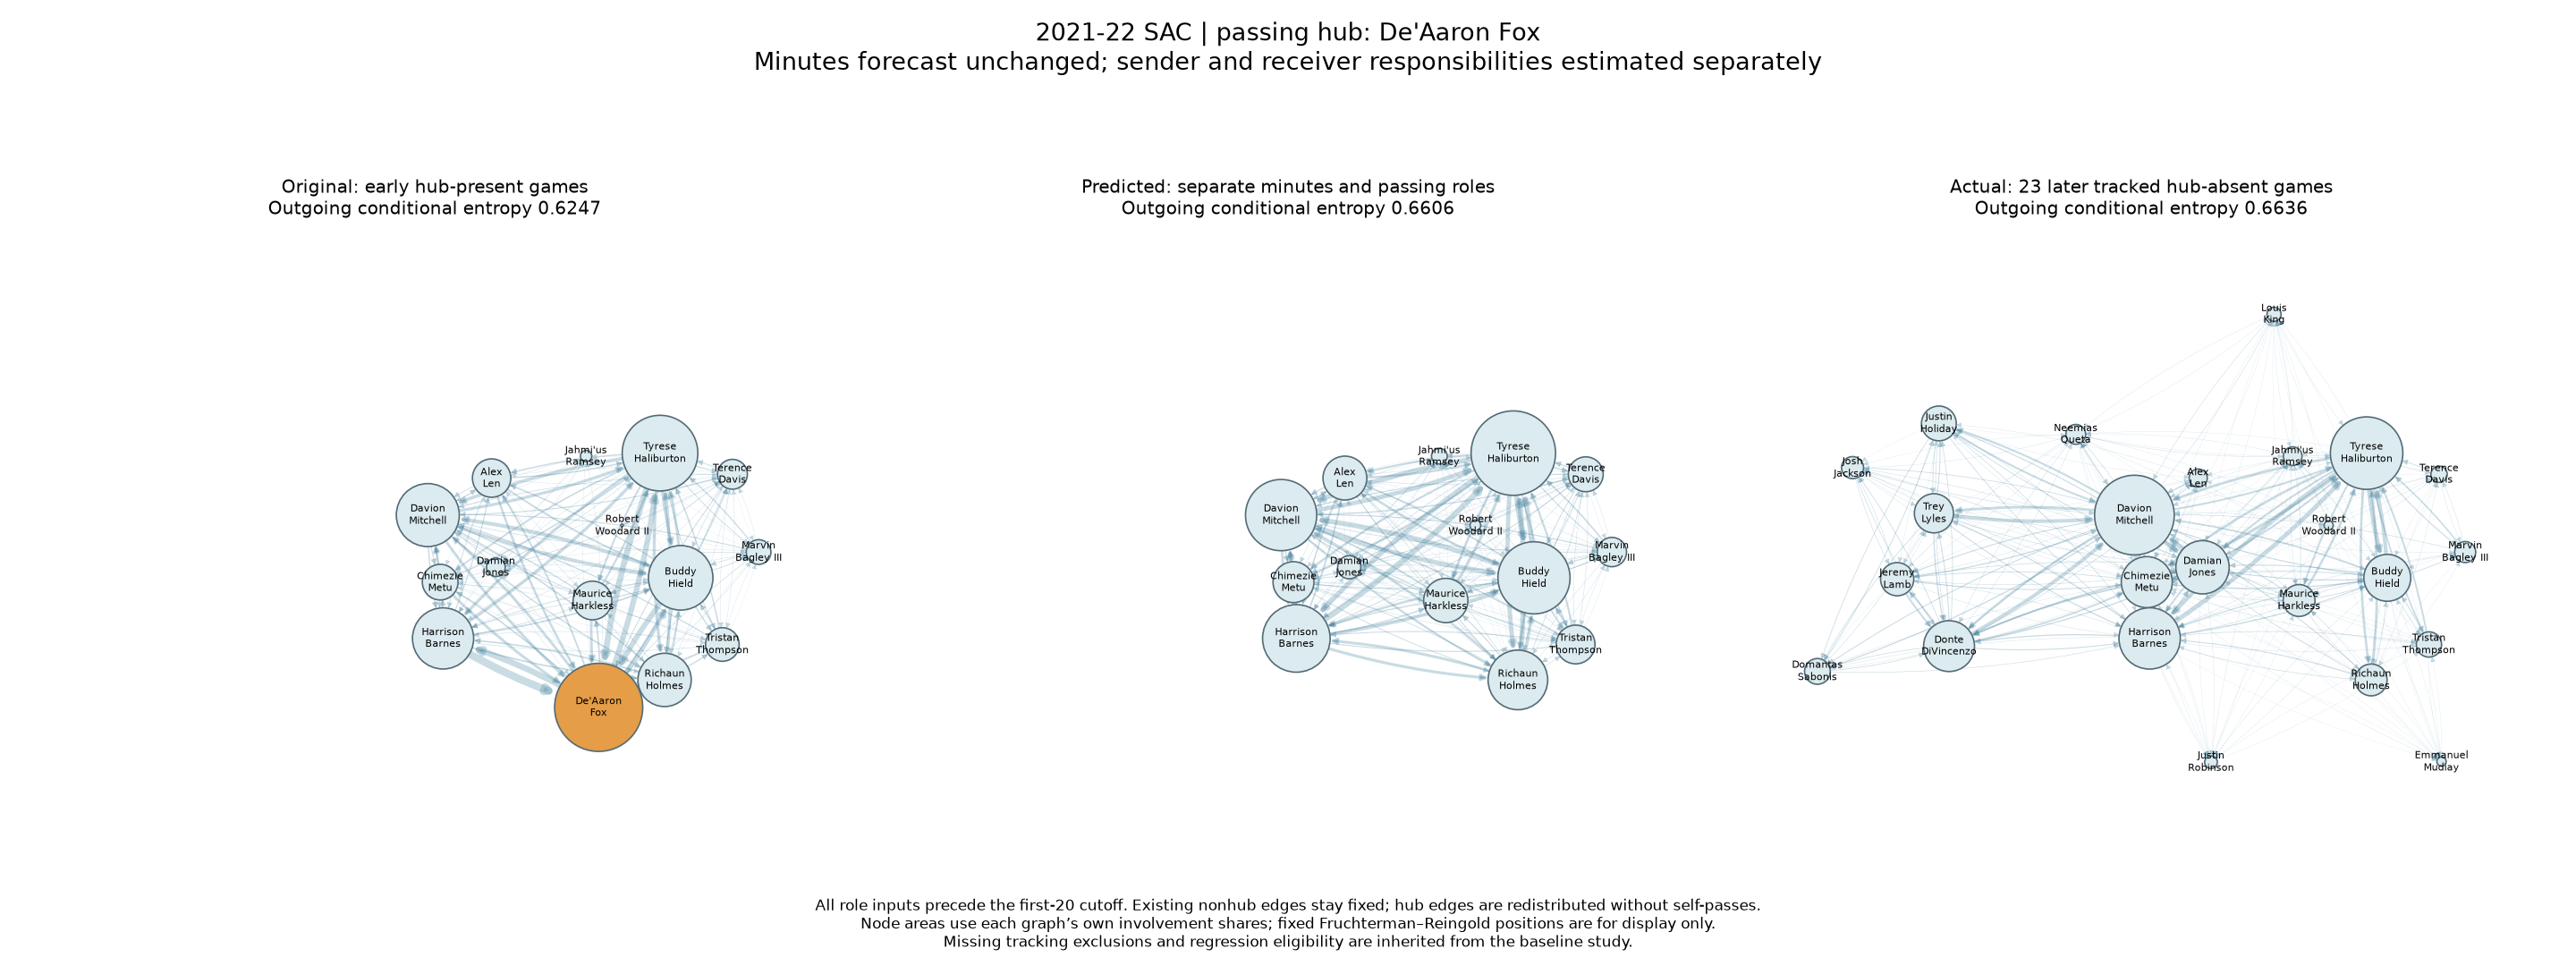 2021-22 SAC | passing hub: De'Aaron Fox
Minutes forecast unchanged; sender and receiver responsibilities estimated separately
Original: early hub-present games
Outgoing conditional entropy 0.6247
Jahmi'us
Ramsey
Tyrese
Haliburton
Alex
Len
Terence
Davis
Davion
Mitchell
Robert
Woodard II
Marvin
Bagley III
Damian
Jones
Chimezie
Metu
Buddy
Hield
Maurice
Harkless
Harrison
Barnes
Tristan
Thompson
Richaun
Holmes
De'Aaron
Fox
Predicted: separate minutes and passing roles
Outgoing conditional entropy 0.6606
Jahmi'us
Ramsey
Tyrese
Haliburton
Alex
Len
Terence
Davis
Davion
Mitchell
Robert
Woodard II
Marvin
Bagley III
Damian
Jones
Chimezie
Metu
Buddy
Hield
Maurice
Harkless
Harrison
Barnes
Tristan
Thompson
Richaun
Holmes
Actual: 23 later tracked hub-absent games
Outgoing conditional entropy 0.6636
Louis
King
Justin
Holiday
Neemias
Queta
Jahmi'us
Ramsey
Tyrese
Haliburton
Josh
Jackson
Alex
Len
Terence
Davis
Trey
Lyles
Davion
Mitchell
Robert
Woodard II
Marvin
Bagley III
Jeremy
Lamb
Chimezie
Metu
Damian
Jones
Buddy
Hield
Maurice
Harkless
Donte
DiVincenzo
Harrison
Barnes
Tristan
Thompson
Domantas
Sabonis
Richaun
Holmes
Justin
Robinson
Emmanuel
Mudiay
All role inputs precede the first-20 cutoff. Existing nonhub edges stay fixed; hub edges are redistributed without self-passes.
Node areas use each graph’s own involvement shares; fixed Fruchterman–Reingold positions are for display only.
Missing tracking exclusions and regression eligibility are inherited from the baseline study.